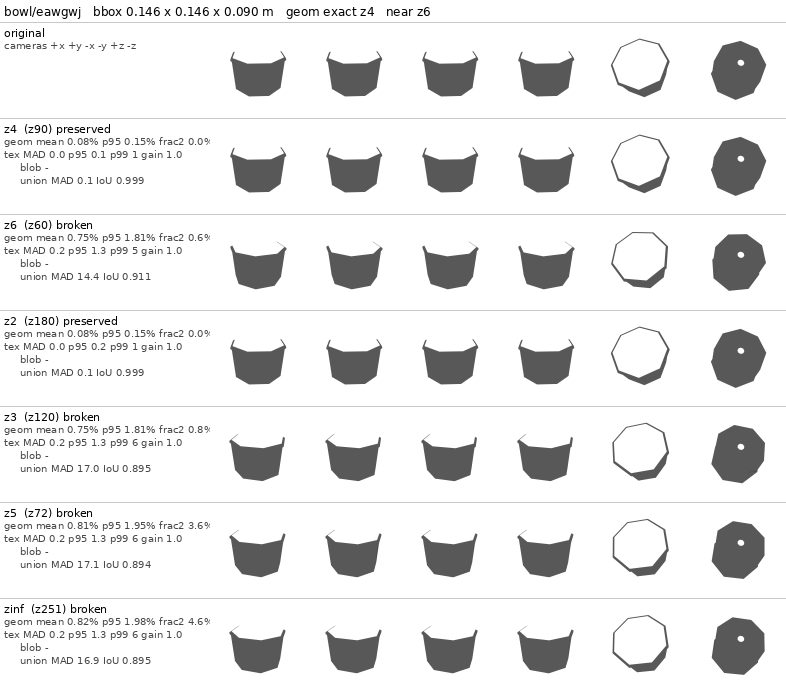 bowl/eawgwj   bbox 0.146 x 0.146 x 0.090 m   geom exact z4   near z6
original
cameras +x +y -x -y +z -z
z4  (z90) preserved
geom mean 0.08% p95 0.15% frac2 0.0%
tex MAD 0.0 p95 0.1 p99 1 gain 1.0
blob -
union MAD 0.1 IoU 0.999
z6  (z60) broken
geom mean 0.75% p95 1.81% frac2 0.6%
tex MAD 0.2 p95 1.3 p99 5 gain 1.0
blob -
union MAD 14.4 IoU 0.911
z2  (z180) preserved
geom mean 0.08% p95 0.15% frac2 0.0%
tex MAD 0.0 p95 0.2 p99 1 gain 1.0
blob -
union MAD 0.1 IoU 0.999
z3  (z120) broken
geom mean 0.75% p95 1.81% frac2 0.8%
tex MAD 0.2 p95 1.3 p99 6 gain 1.0
blob -
union MAD 17.0 IoU 0.895
z5  (z72) broken
geom mean 0.81% p95 1.95% frac2 3.6%
tex MAD 0.2 p95 1.3 p99 6 gain 1.0
blob -
union MAD 17.1 IoU 0.894
zinf  (z251) broken
geom mean 0.82% p95 1.98% frac2 4.6%
tex MAD 0.2 p95 1.3 p99 6 gain 1.0
blob -
union MAD 16.9 IoU 0.895